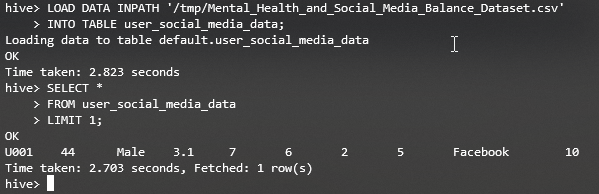 hive> LOAD DATA INPATH '/tmp/Mental_Health_and_Social_Media_Balance_Dataset.csv'
    > INTO TABLE user_social_media_data;
Loading data to table default.user_social_media_data
OK
Time taken: 2.823 seconds
hive> SELECT *
    > FROM user_social_media_data
    > LIMIT 1;
OK
U001    44      Male    3.1     7       6       2       5       Facebook        10
Time taken: 2.703 seconds, Fetched: 1 row(s)
hive>